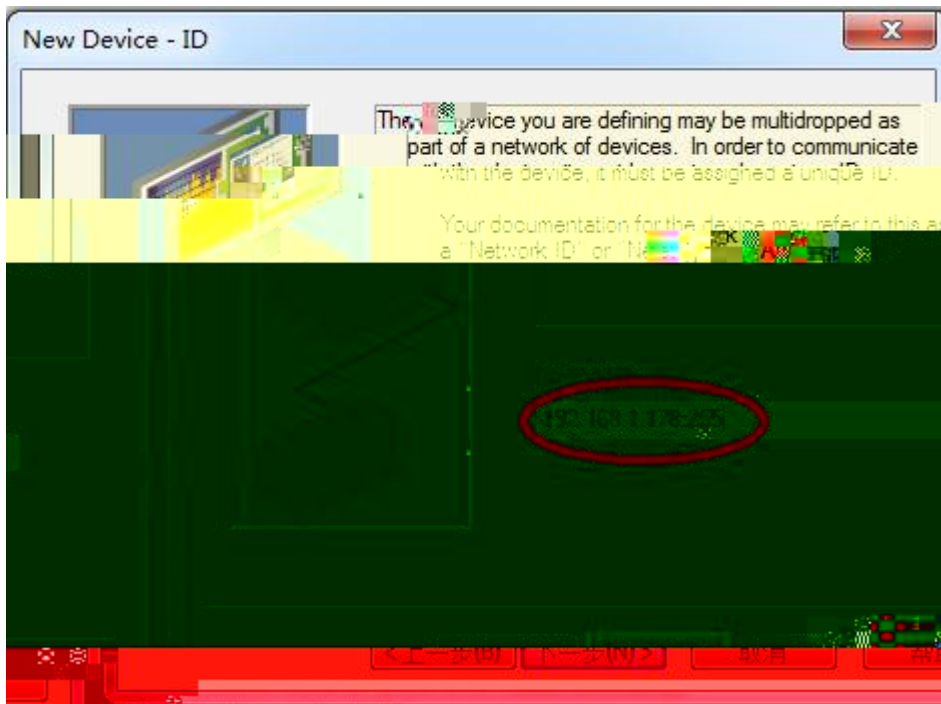 New Device - ID
The device you are defining may be multidropped as
part of a network of devices. In order to communicate
with the device, it must be assigned a unique ID.
Your documentation for the device may refer to this as
a "Network ID" or
192.168.1.178:255
<上一步(B)
下一步(N)>
取消